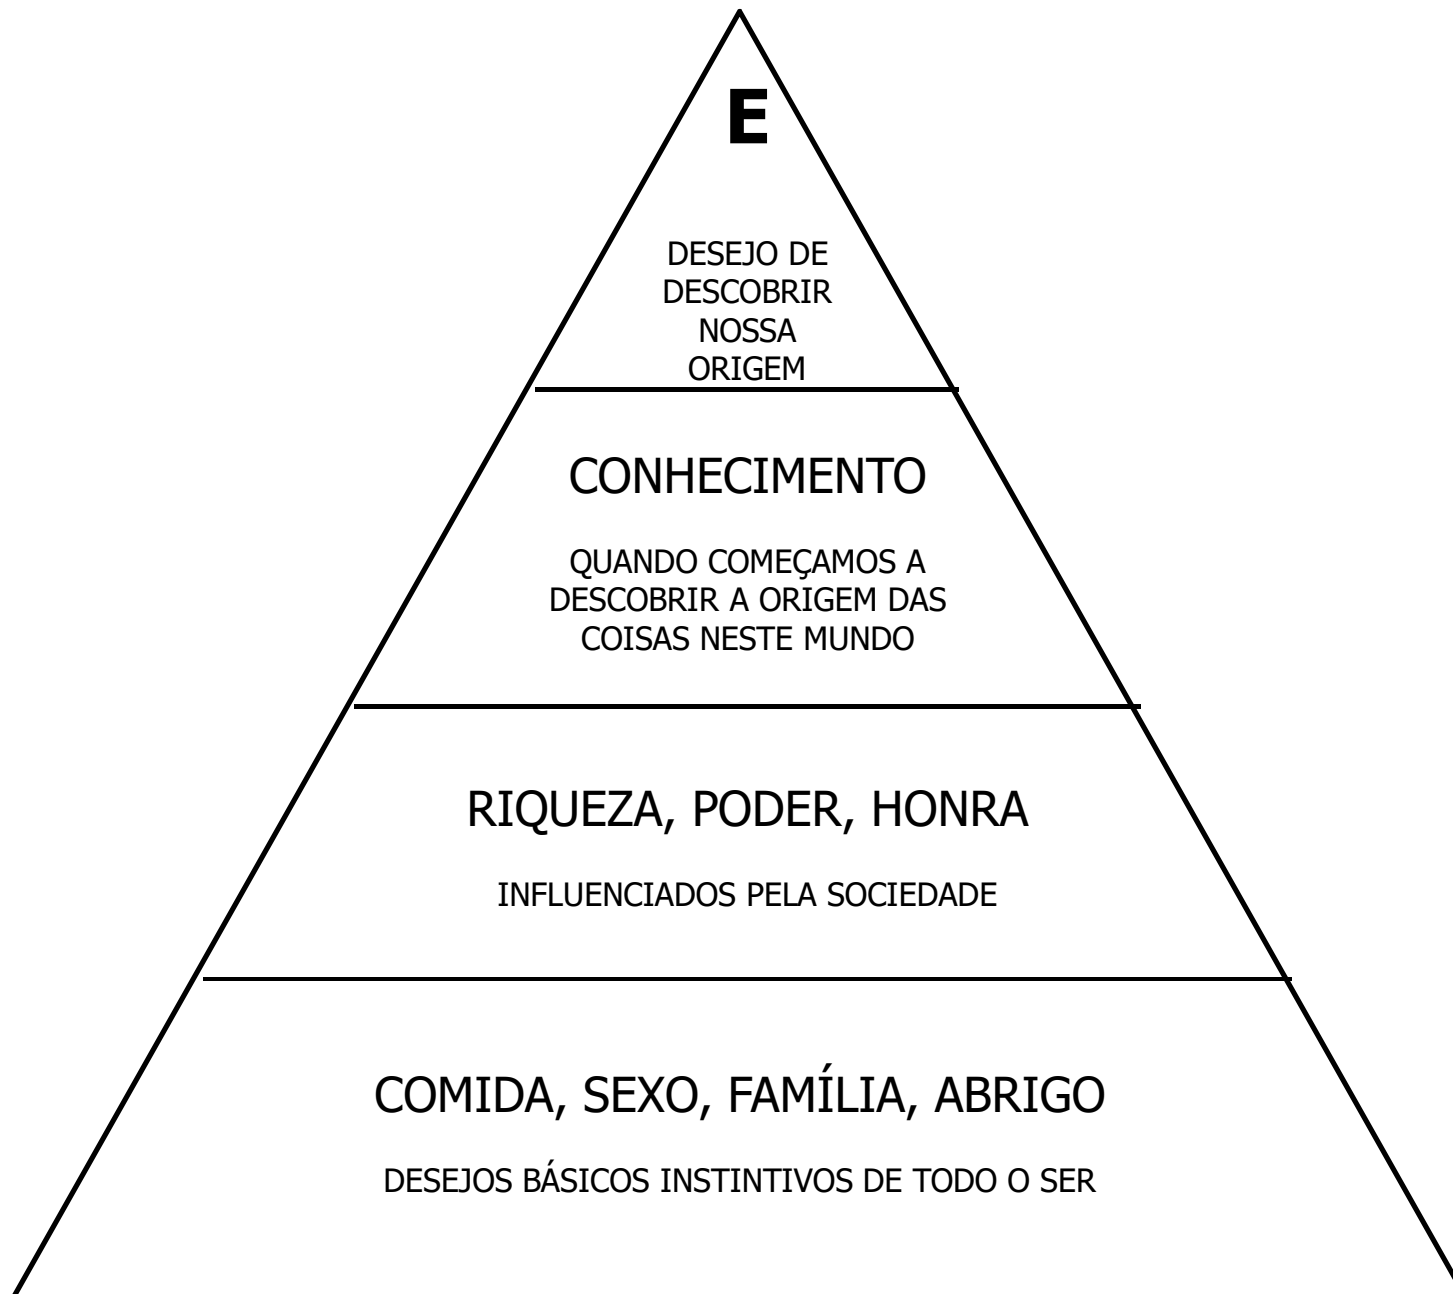 E
DESEJO DE
DESCOBRIR
NOSSA
ORIGEM
CONHECIMENTO
QUANDO COMEÇAMOS A
DESCOBRIR A ORIGEM DAS
COISAS NESTE MUNDO
RIQUEZA, PODER, HONRA
INFLUENCIADOS PELA SOCIEDADE
COMIDA, SEXO, FAMÍLIA, ABRIGO
DESEJOS BÁSICOS INSTINTIVOS DE TODO O SER